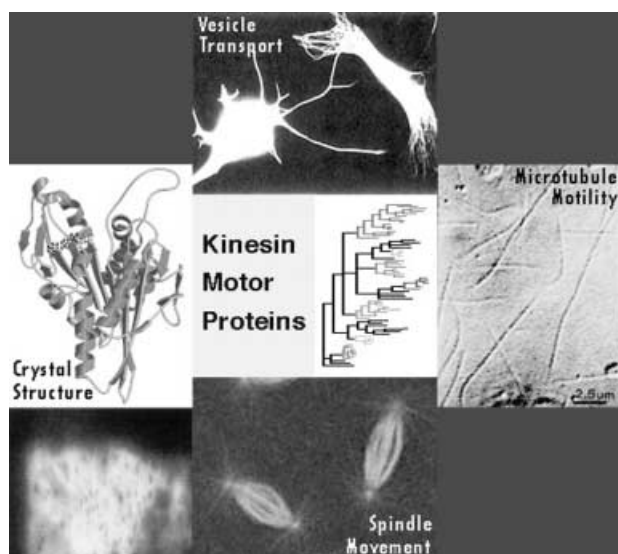 Vesicle
Transport
Microtubule
Motility
Kinesin
Motor
Proteins
Crystal
Structure
2.5um
Spindle
Movement